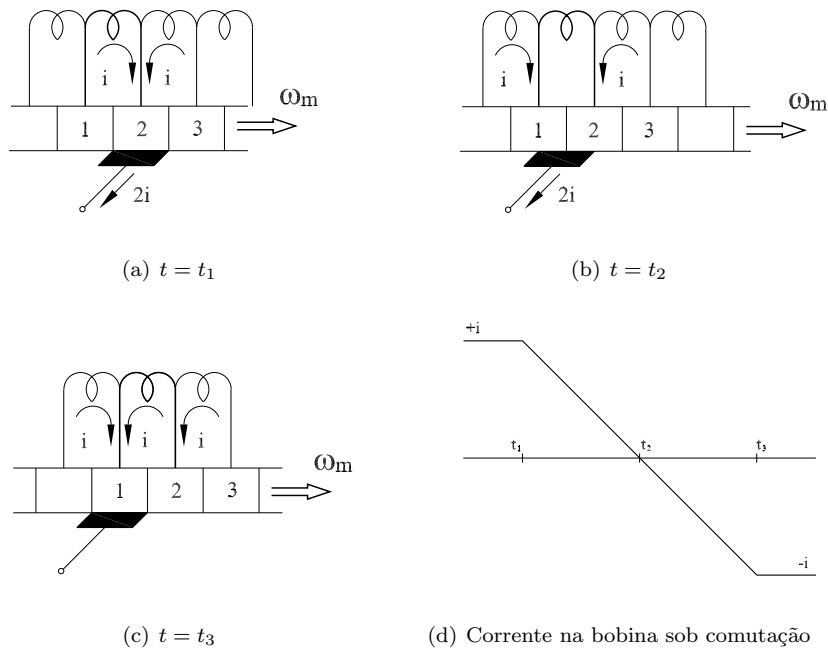 i i
1 2 3
ωm
2i
(a) t = t1
i i
1 2 3
ωm
2i
(b) t = t2
i i i
1 2 3
ωm
(c) t = t3
+i
t1 t2 t3
-i
(d) Corrente na bobina sob comutação